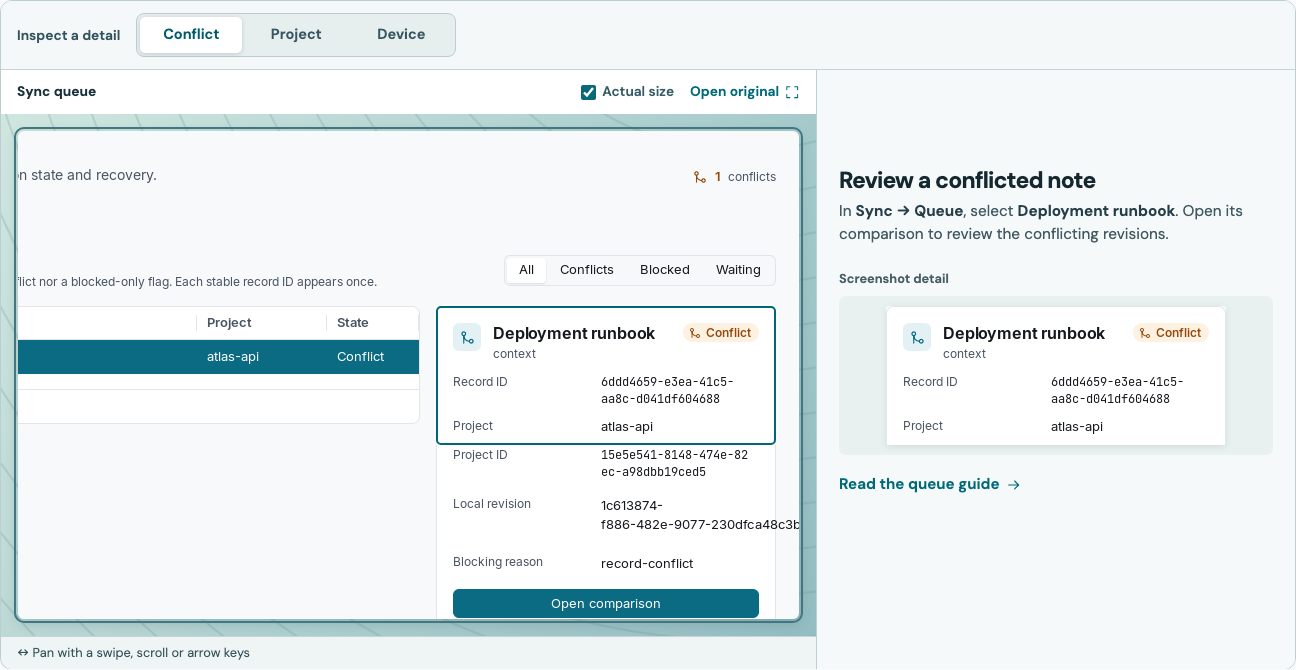 Inspect a detail
Conflict
Project
Device
Sync queue
Actual size
Open original
on state and recovery.
1 conflicts
flict nor a blocked-only flag. Each stable record ID appears once.
All
Conflicts
Blocked
Waiting
Project
State
atlas-api
Conflict
Deployment runbook
Conflict
context
Record ID
6ddd4659-e3ea-41c5-
aa8c-d041df604688
Project
atlas-api
Project ID
15e5e541-8148-474e-82
ec-a98dbb19ced5
Local revision
1c613874-
f886-482e-9077-230dfca48c3b
Blocking reason
record-conflict
Open comparison
↔ Pan with a swipe, scroll or arrow keys
Review a conflicted note
In Sync → Queue, select Deployment runbook. Open its
comparison to review the conflicting revisions.
Screenshot detail
Deployment runbook
Conflict
context
Record ID
6ddd4659-e3ea-41c5-
aa8c-d041df604688
Project
atlas-api
Read the queue guide →